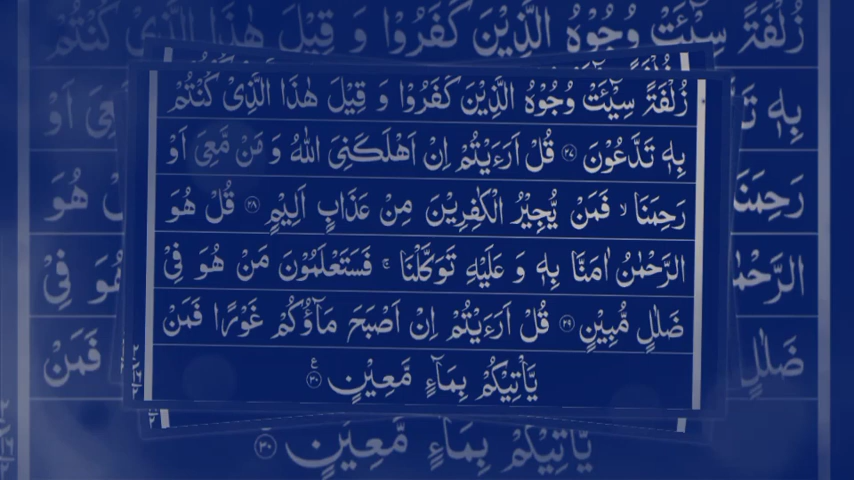 زُلْفَةً سِیْٓـَٔتْ وُجُوْهُ الَّذِیْنَ كَفَرُوْا وَ قِیْلَ هٰذَا الَّذِیْ كُنْتُمْ
بِهٖ تَدَّعُوْنَ ۝۲۷ قُلْ اَرَءَیْتُمْ اِنْ اَهْلَكَنِیَ اللّٰهُ وَ مَنْ مَّعِیَ اَوْ
رَحِمَنَا ۙ فَمَنْ یُّجِیْرُ الْكٰفِرِیْنَ مِنْ عَذَابٍ اَلِیْمٍ ۝۲۸ قُلْ هُوَ
الرَّحْمٰنُ اٰمَنَّا بِهٖ وَ عَلَیْهِ تَوَكَّلْنَا ۚ فَسَتَعْلَمُوْنَ مَنْ هُوَ فِیْ
ضَلٰلٍ مُّبِیْنٍ ۝۲۹ قُلْ اَرَءَیْتُمْ اِنْ اَصْبَحَ مَآؤُكُمْ غَوْرًا فَمَنْ
یَّاْتِیْكُمْ بِمَآءٍ مَّعِیْنٍ ۝۳۰ ع